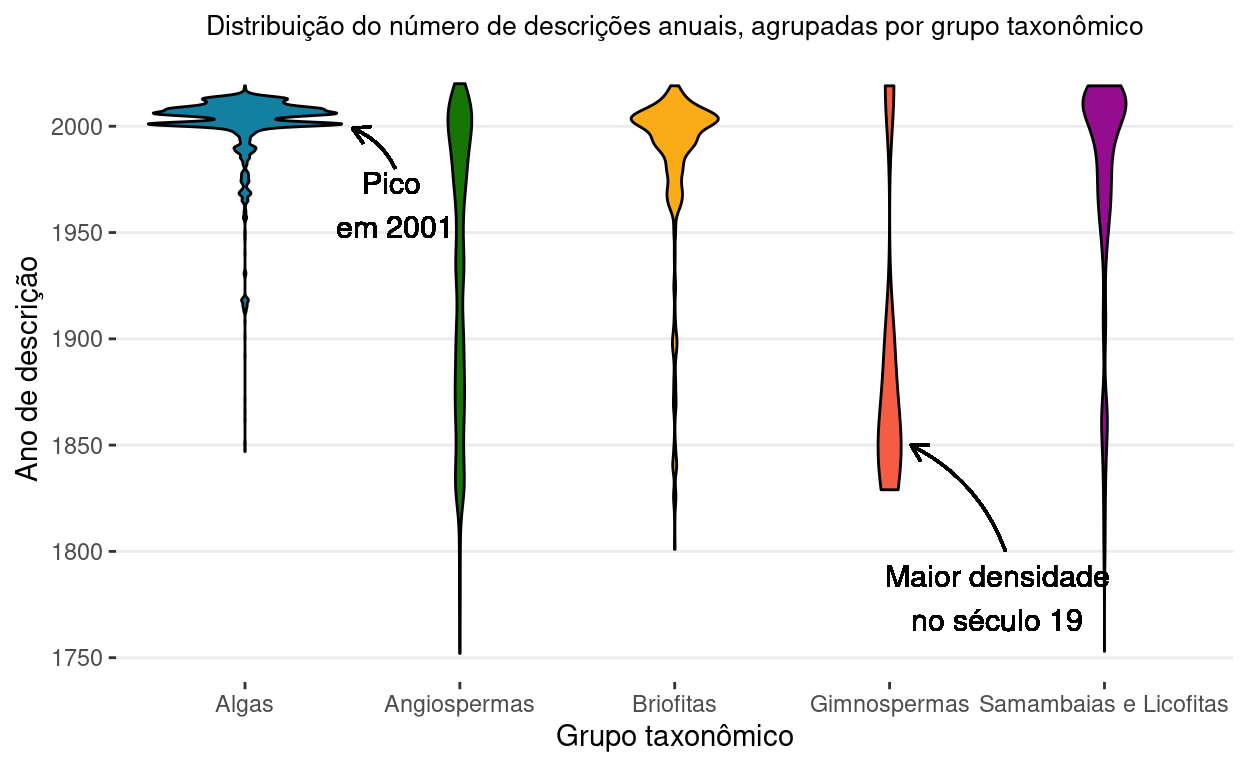 Distribuição do número de descrições anuais, agrupadas por grupo taxonômico
2000
1950
1900
1850
1800
1750
Ano de descrição
Pico
em 2001
Maior densidade
no século 19
Algas
Angiospermas
Briofitas
Gimnospermas
Samambaias e Licofitas
Grupo taxonômico